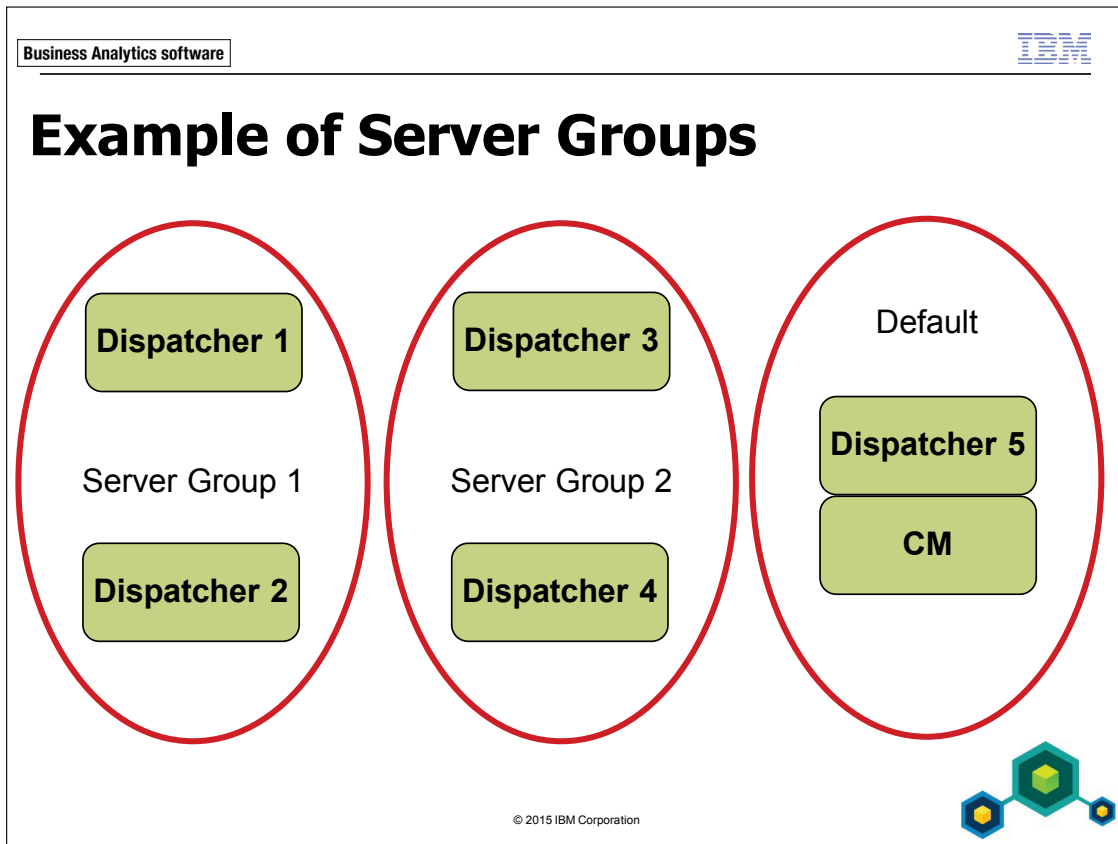 Business Analytics software
IBM
Example of Server Groups
Dispatcher 1
Server Group 1
Dispatcher 2
Dispatcher 3
Server Group 2
Dispatcher 4
Default
Dispatcher 5
CM
© 2015 IBM Corporation